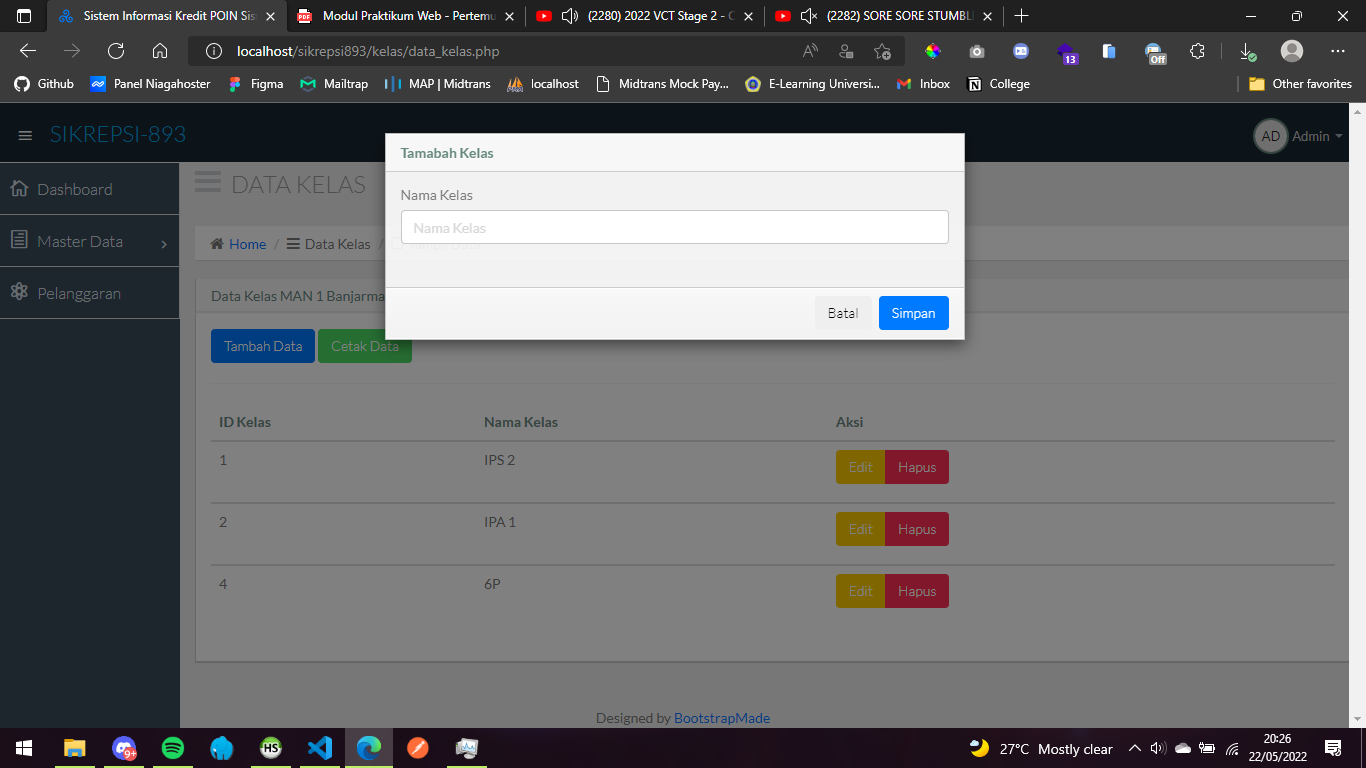 Sistem Informasi Kredit POIN Sis
Modul Praktikum Web - Pertemu
(2280) 2022 VCT Stage 2 - C
(2282) SORE SORE STUMBL
localhost/sikrepsi893/kelas/data_kelas.php
13
Off
Github
Panel Niagahoster
Figma
Mailtrap
MAP | Midtrans
localhost
Midtrans Mock Pay...
E-Learning Universi...
Inbox
College
Other favorites
SIKREPSI-893
AD Admin
Tamabah Kelas
Nama Kelas
Nama Kelas
Batal
Simpan
Dashboard
Master Data
Pelanggaran
DATA KELAS
Home / Data Kelas /
Data Kelas MAN 1 Banjarma
Tambah Data
Cetak Data
ID Kelas Nama Kelas Aksi
1 IPS 2 Edit Hapus
2 IPA 1 Edit Hapus
4 6P Edit Hapus
Designed by BootstrapMade
9+
HS
27°C Mostly clear
20:26
22/05/2022